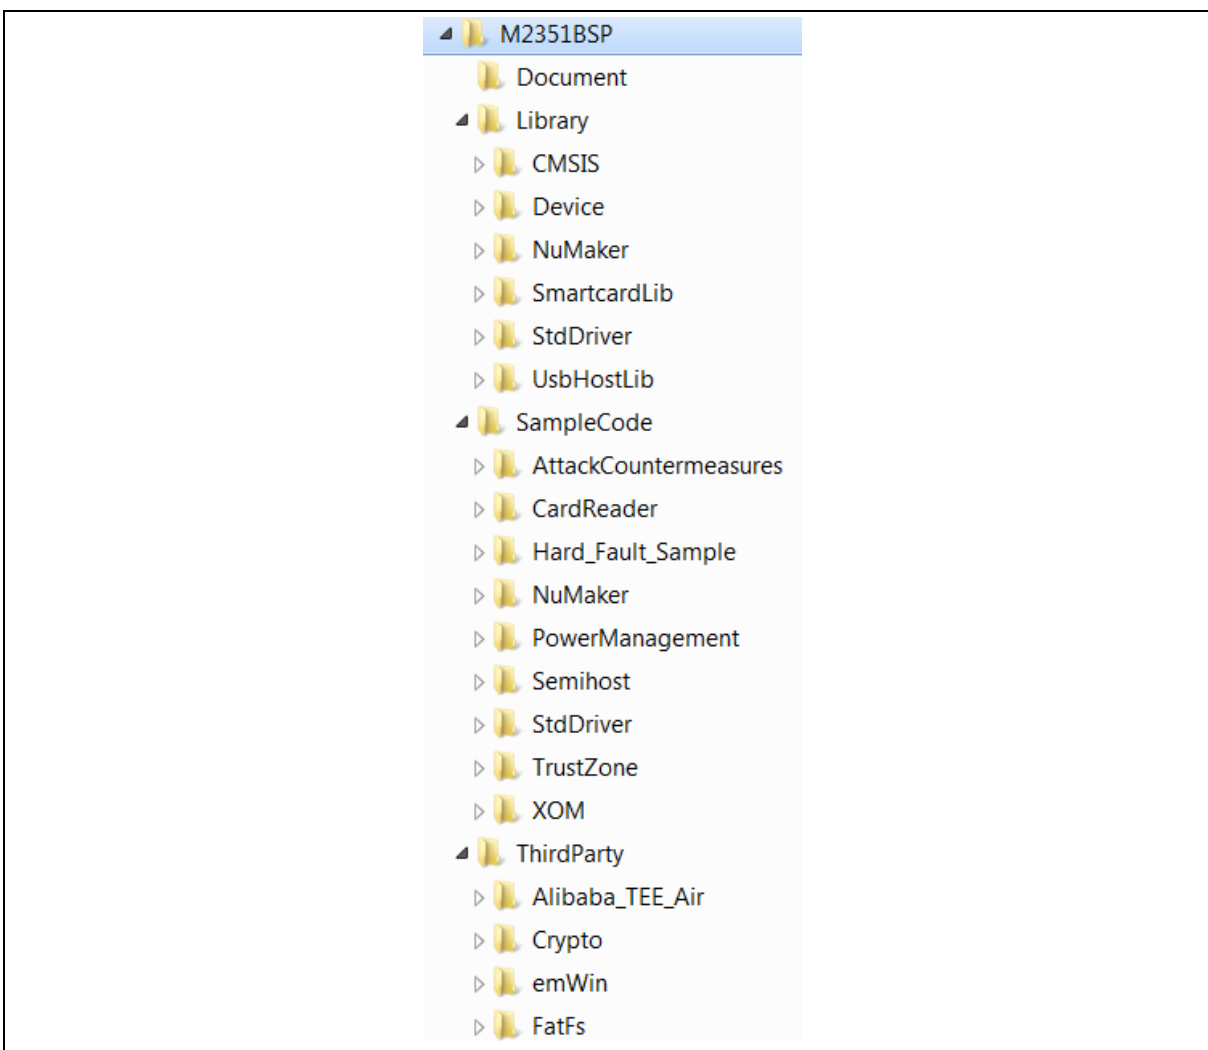 M2351BSP
Document
Library
CMSIS
Device
NuMaker
SmartcardLib
StdDriver
UsbHostLib
SampleCode
AttackCountermeasures
CardReader
Hard_Fault_Sample
NuMaker
PowerManagement
Semihost
StdDriver
TrustZone
XOM
ThirdParty
Alibaba_TEE_Air
Crypto
emWin
FatFs